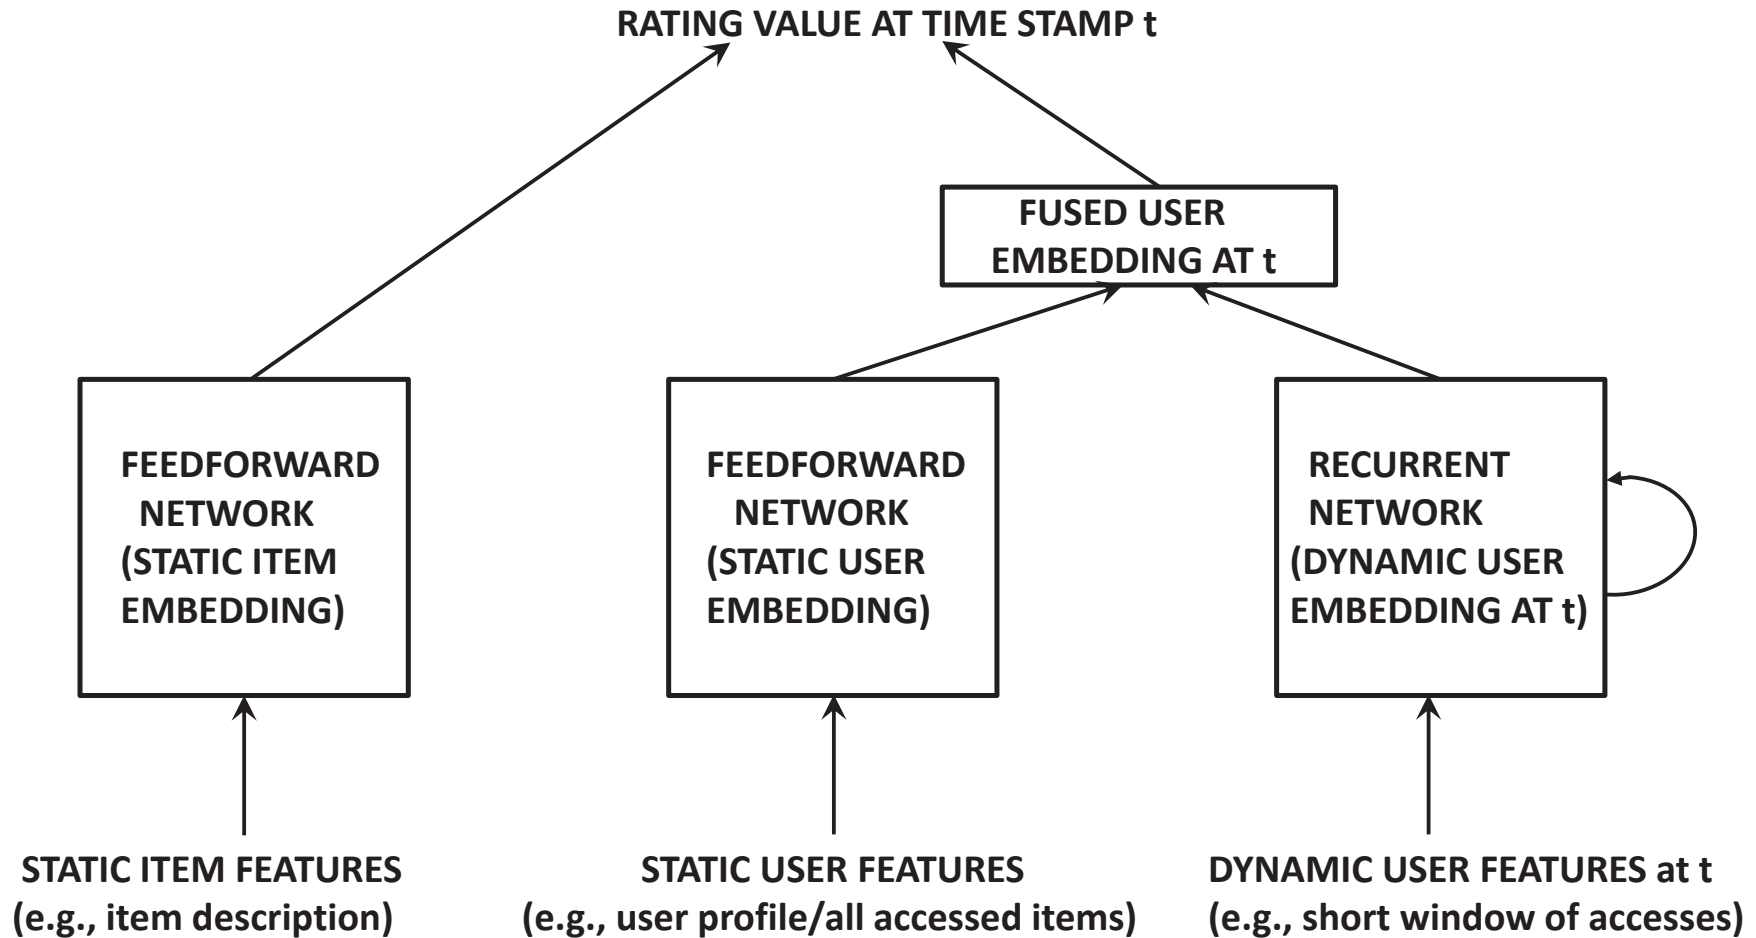 RATING VALUE AT TIME STAMP t
FUSED USER
EMBEDDING AT t
FEEDFORWARD
NETWORK
(STATIC ITEM
EMBEDDING)
FEEDFORWARD
NETWORK
(STATIC USER
EMBEDDING)
RECURRENT
NETWORK
(DYNAMIC USER
EMBEDDING AT t)
STATIC ITEM FEATURES
(e.g., item description)
STATIC USER FEATURES
(e.g., user profile/all accessed items)
DYNAMIC USER FEATURES at t
(e.g., short window of accesses)